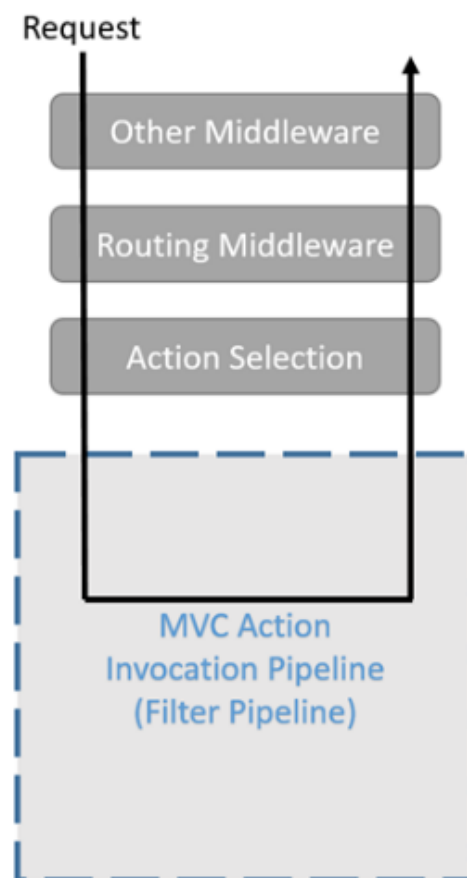 Request
Other Middleware
Routing Middleware
Action Selection
MVC Action
Invocation Pipeline
(Filter Pipeline)